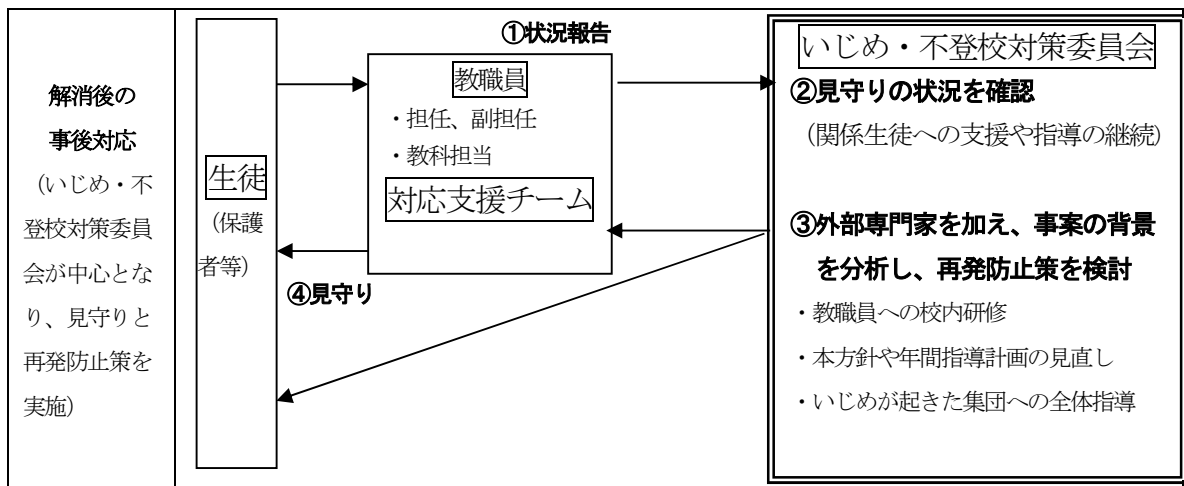 解消後の
事後対応
（いじめ・不
登校対策委員
会が中心とな
り、見守りと
再発防止策を
実施）
生徒
（保護
者等）
①状況報告
教職員
・担任、副担任
・教科担当
対応支援チーム
④見守り
いじめ・不登校対策委員会
②見守りの状況を確認
（関係生徒への支援や指導の継続）
③外部専門家を加え、事案の背景
を分析し、再発防止策を検討
・教職員への校内研修
・本方針や年間指導計画の見直し
・いじめが起きた集団への全体指導